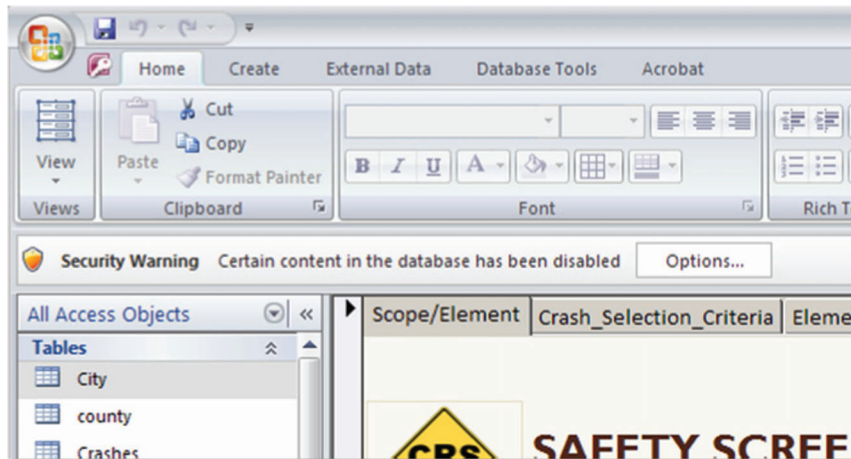 Home Create External Data Database Tools Acrobat
View
Paste
Cut
Copy
Format Painter
B I U A
Views Clipboard Font Rich
Security Warning Certain content in the database has been disabled Options...
All Access Objects «
Tables
City
county
Crashes
Scope/Element Crash_Selection_Criteria
CRS
SAFETY